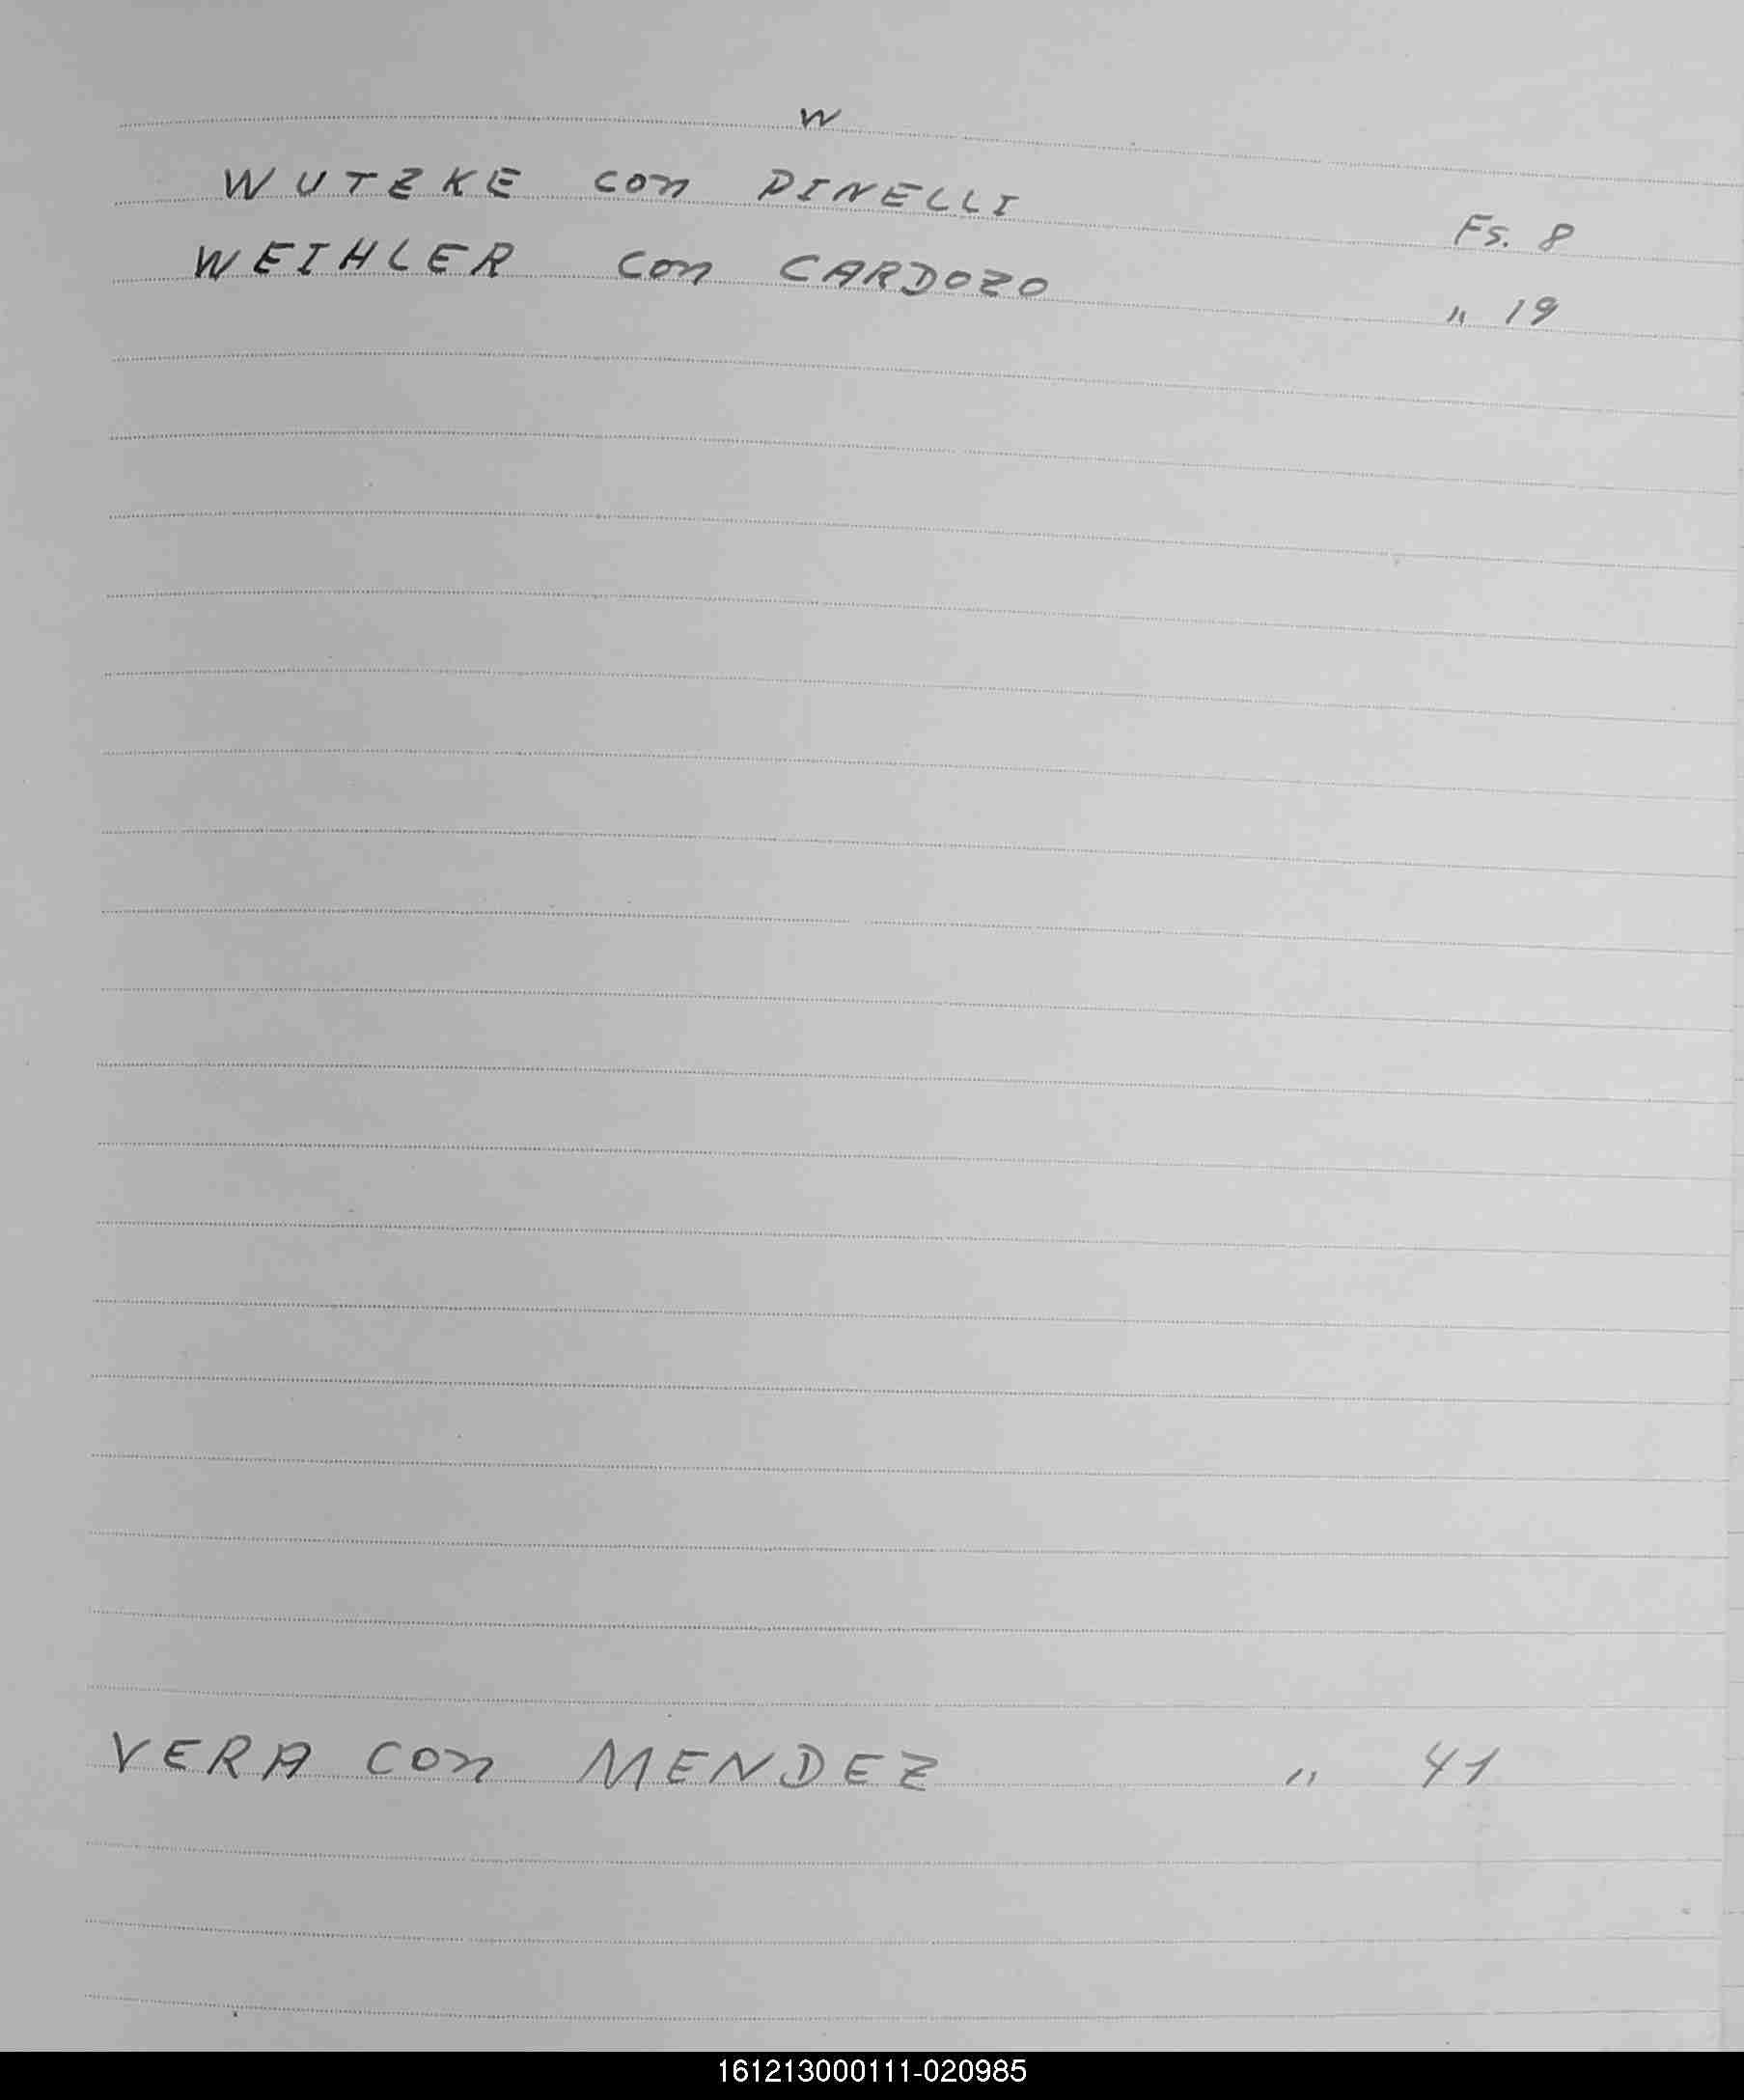 W
WUTZKE con PINELLI Fs. 8
WEIHLER con CARDOZO " 19
VERA con MENDEZ " 41
161213000111-020985